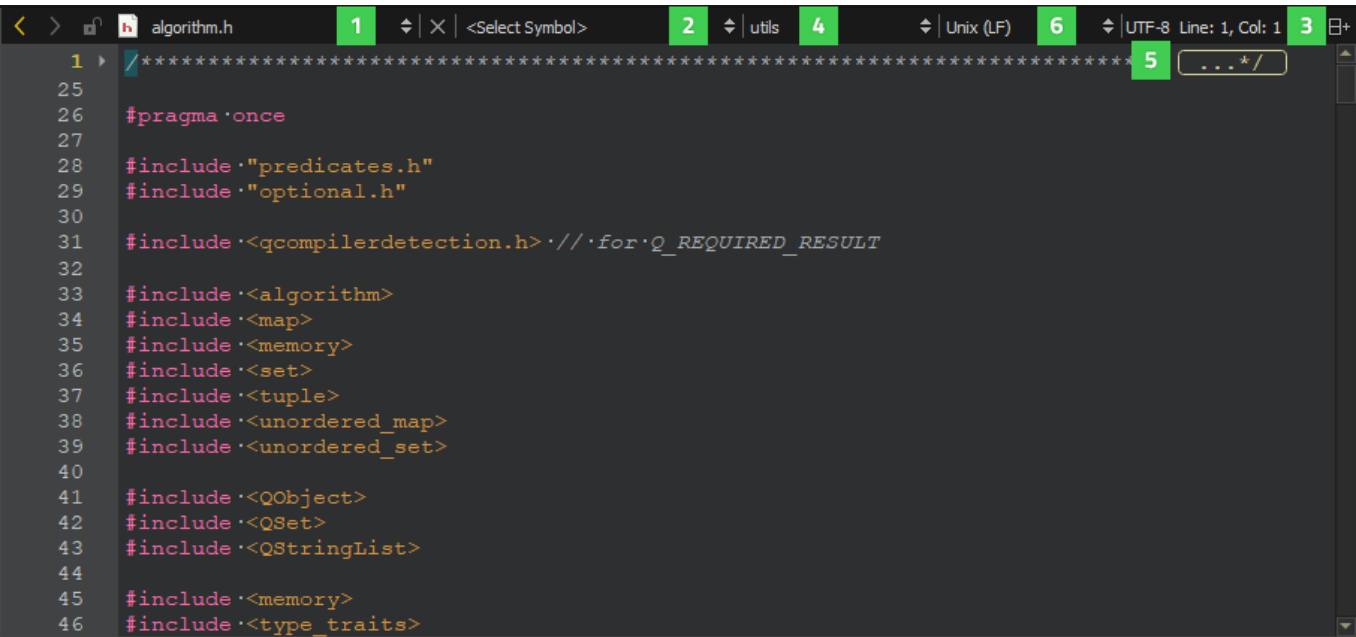 algorithm.h 1 <Select Symbol> 2 utils 4 Unix (LF) 6 UTF-8 Line: 1, Col: 1 3
1 /*************************************************************************** 5 ...*/
25
26 #pragma·once
27
28 #include·"predicates.h"
29 #include·"optional.h"
30
31 #include·<qcompilerdetection.h>·//·for·Q_REQUIRED_RESULT
32
33 #include·<algorithm>
34 #include·<map>
35 #include·<memory>
36 #include·<set>
37 #include·<tuple>
38 #include·<unordered_map>
39 #include·<unordered_set>
40
41 #include·<QObject>
42 #include·<QSet>
43 #include·<QStringList>
44
45 #include·<memory>
46 #include·<type_traits>